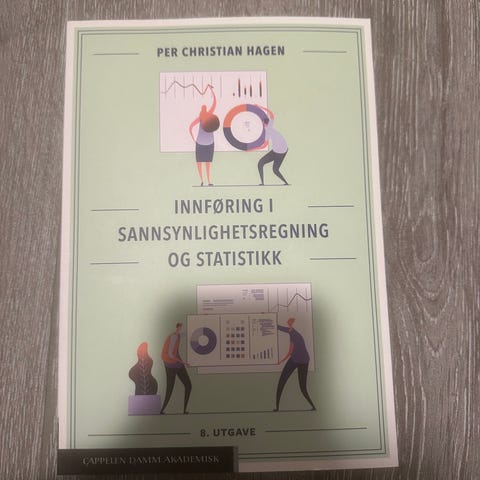 PER CHRISTIAN HAGEN
INNFØRING I
SANNSYNLIGHETSREGNING
OG STATISTIKK
8. UTGAVE
CAPPELEN DAMM AKADEMISK